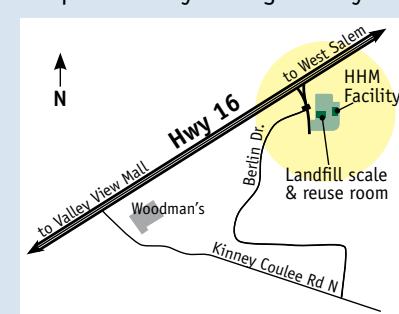 to West Salem
N
HHM
Facility
Hwy 16
Berlin Dr.
Landfill scale
& reuse room
to Valley View Mall
Woodman's
Kinney Coulee Rd N